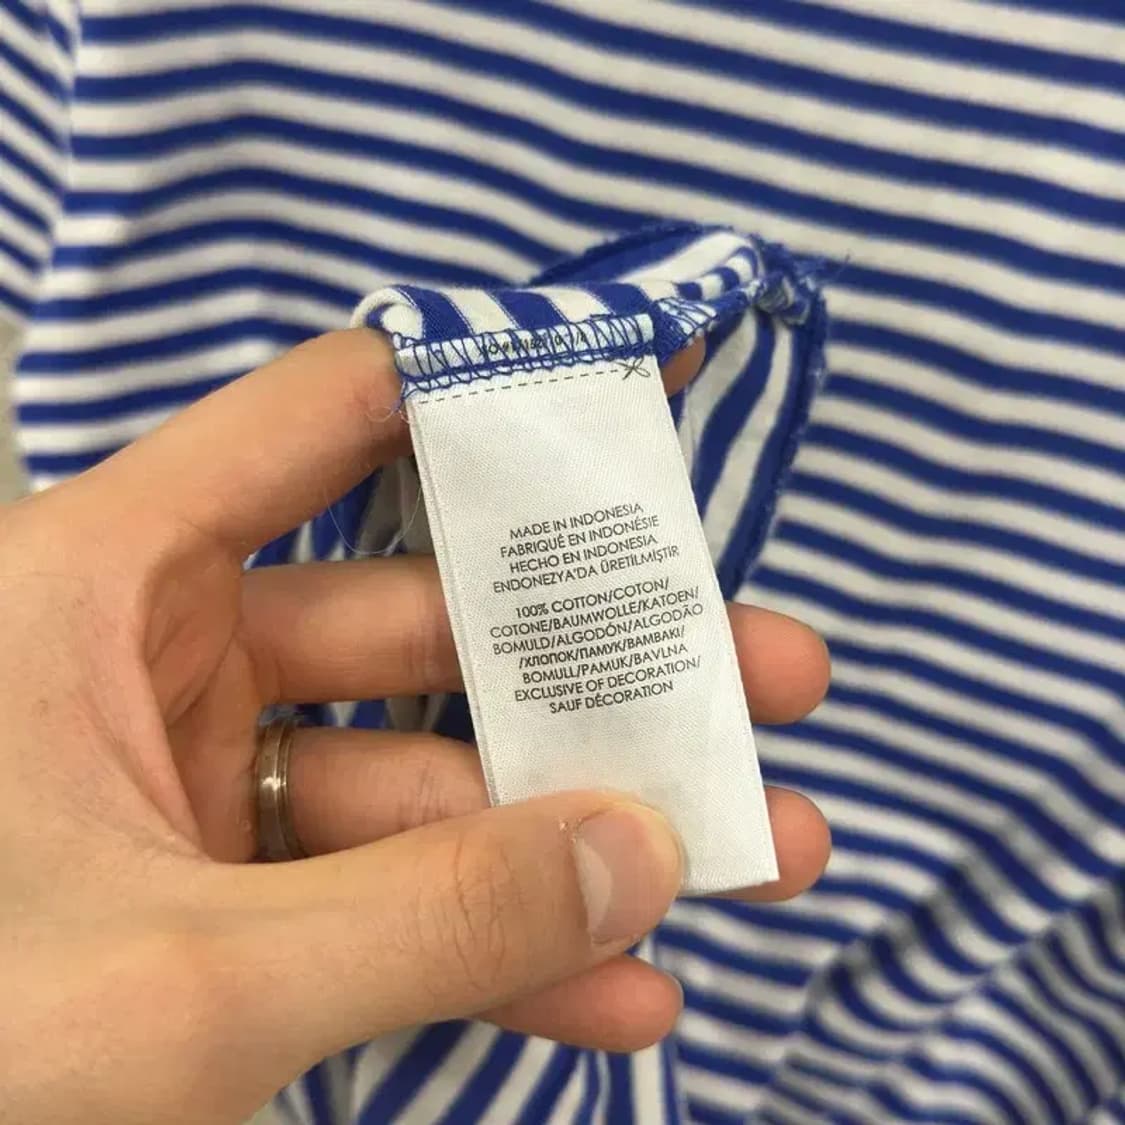 MADE IN INDONESIA
FABRIQUÉ EN INDONÉSIE
HECHO EN INDONESIA
ENDONEZYA'DA ÜRETİLMİŞTİR
100% COTTON/COTON/
COTONE/BAUMWOLLE/KATOEN/
BOMULD/ALGODÓN/ALGODÃO
/ХЛОПОК/ПАМУК/ΒΑΜΒΑΚΙ/
BOMULL/PAMUK/BAVLNA
EXCLUSIVE OF DECORATION/
SAUF DÉCORATION